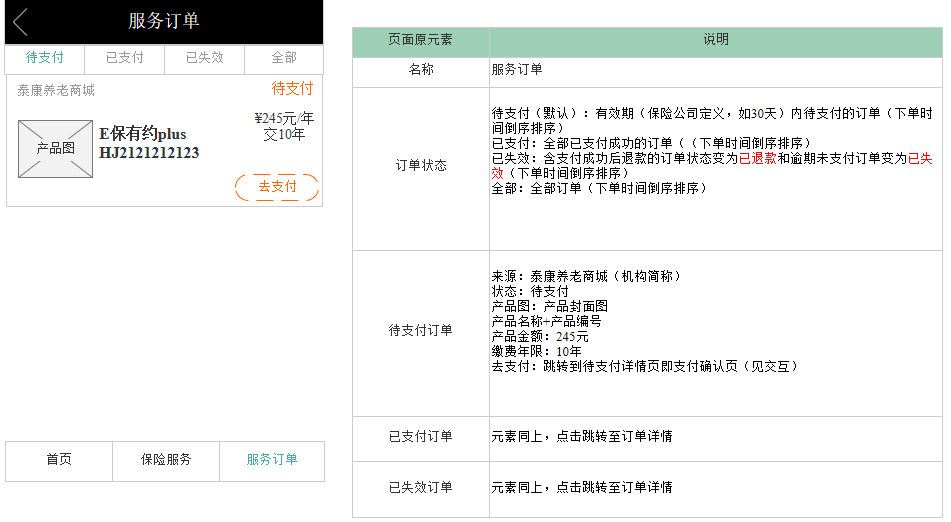 服务订单
待支付 已支付 已失效 全部
泰康养老商城 待支付
产品图
E保有约plus
HJ2121212123
¥245元/年
交10年
去支付
首页 保险服务 服务订单
页面原元素 说明
名称 服务订单
订单状态
待支付（默认）：有效期（保险公司定义，如30天）内待支付的订单（下单时
间倒序排序）
已支付：全部已支付成功的订单（（下单时间倒席排序）
已失效：含支付成功后退款的订单状态变为已退款和逾期未支付订单变为已失
效（下单时间倒席排序）
全部：全部订单（下单时间倒席排序）
待支付订单
来源：泰康养老商城（机构简称）
状态：待支付
产品图：产品封面图
产品名称+产品编号
产品金额：245元
缴费年限：10年
去支付：跳转到待支付详情页即支付确认页（见交互）
已支付订单 元素同上，点击跳转至订单详情
已失效订单 元素同上，点击跳转至订单详情